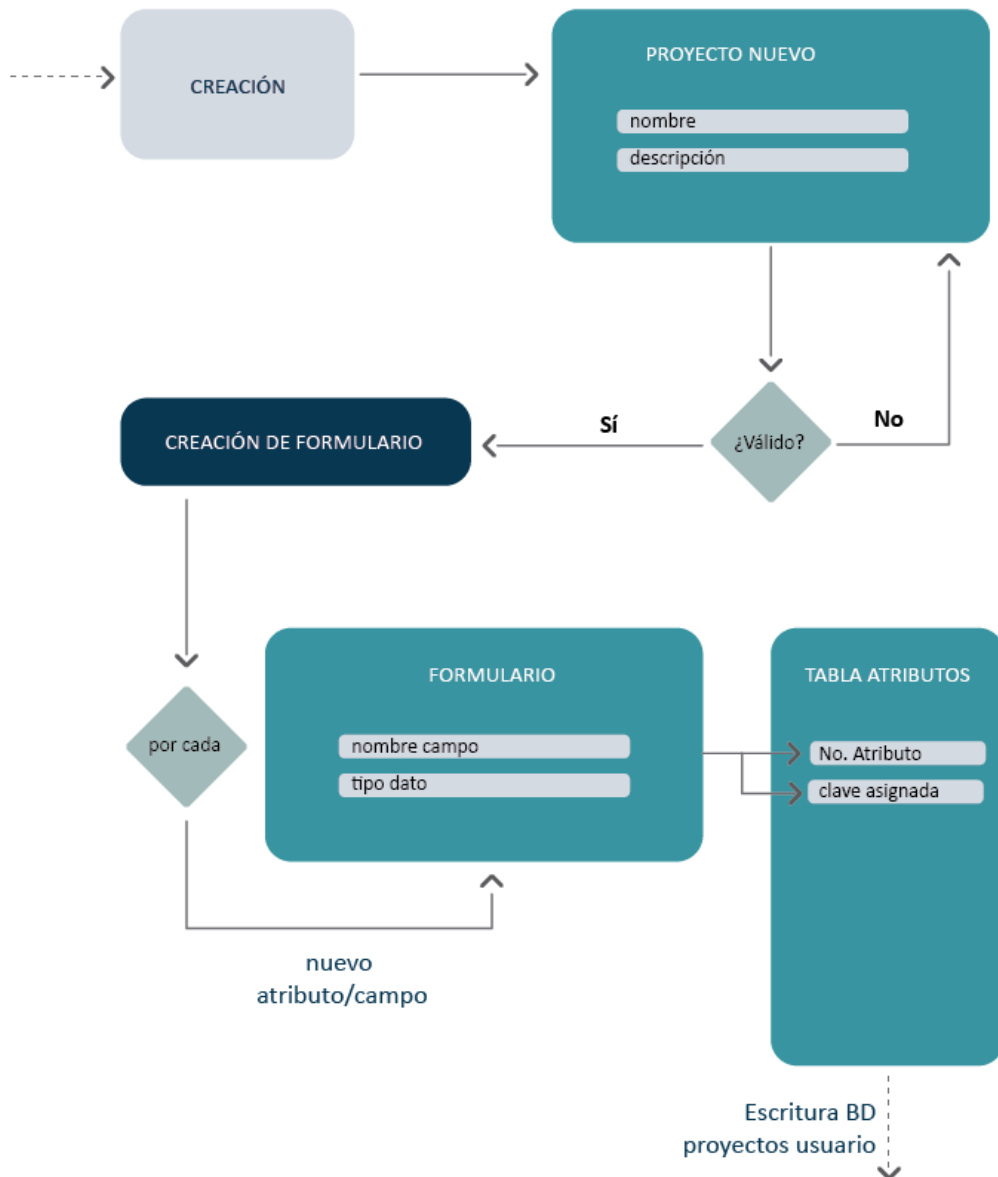 CREACIÓN
PROYECTO NUEVO
nombre
descripción
Sí
No
¿Válido?
CREACIÓN DE FORMULARIO
FORMULARIO
TABLA ATRIBUTOS
por cada
nombre campo
tipo dato
No. Atributo
clave asignada
nuevo
atributo/campo
Escritura BD
proyectos usuario